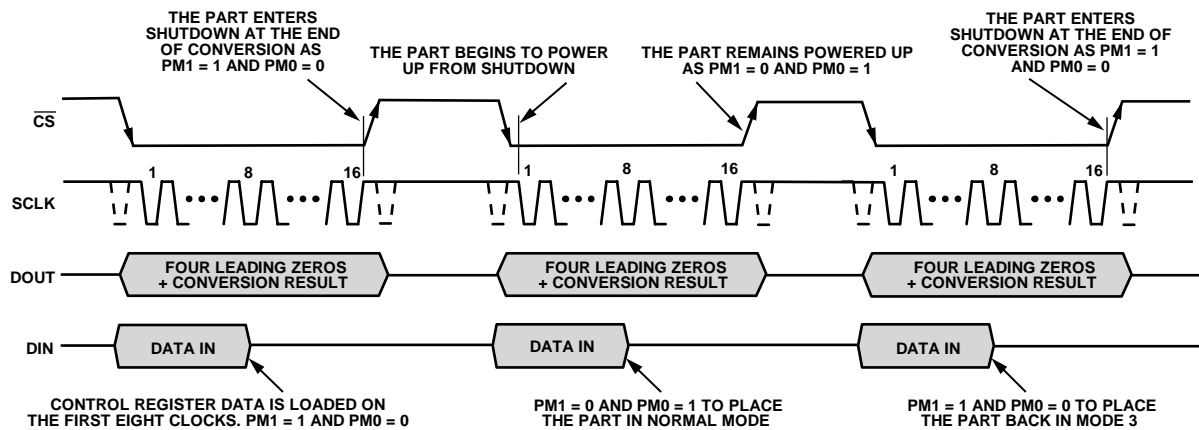 THE PART ENTERS
SHUTDOWN AT THE END
OF CONVERSION AS
PM1 = 1 AND PM0 = 0
THE PART BEGINS TO POWER
UP FROM SHUTDOWN
THE PART REMAINS POWERED UP
AS PM1 = 0 AND PM0 = 1
THE PART ENTERS
SHUTDOWN AT THE END OF
CONVERSION AS PM1 = 1
AND PM0 = 0
CS
1 8 16 1 8 16 1 8 16
SCLK
DOUT
FOUR LEADING ZEROS
+ CONVERSION RESULT
FOUR LEADING ZEROS
+ CONVERSION RESULT
FOUR LEADING ZEROS
+ CONVERSION RESULT
DIN
DATA IN
DATA IN
DATA IN
CONTROL REGISTER DATA IS LOADED ON
THE FIRST EIGHT CLOCKS. PM1 = 1 AND PM0 = 0
PM1 = 0 AND PM0 = 1 TO PLACE
THE PART IN NORMAL MODE
PM1 = 1 AND PM0 = 0 TO PLACE
THE PART BACK IN MODE 3